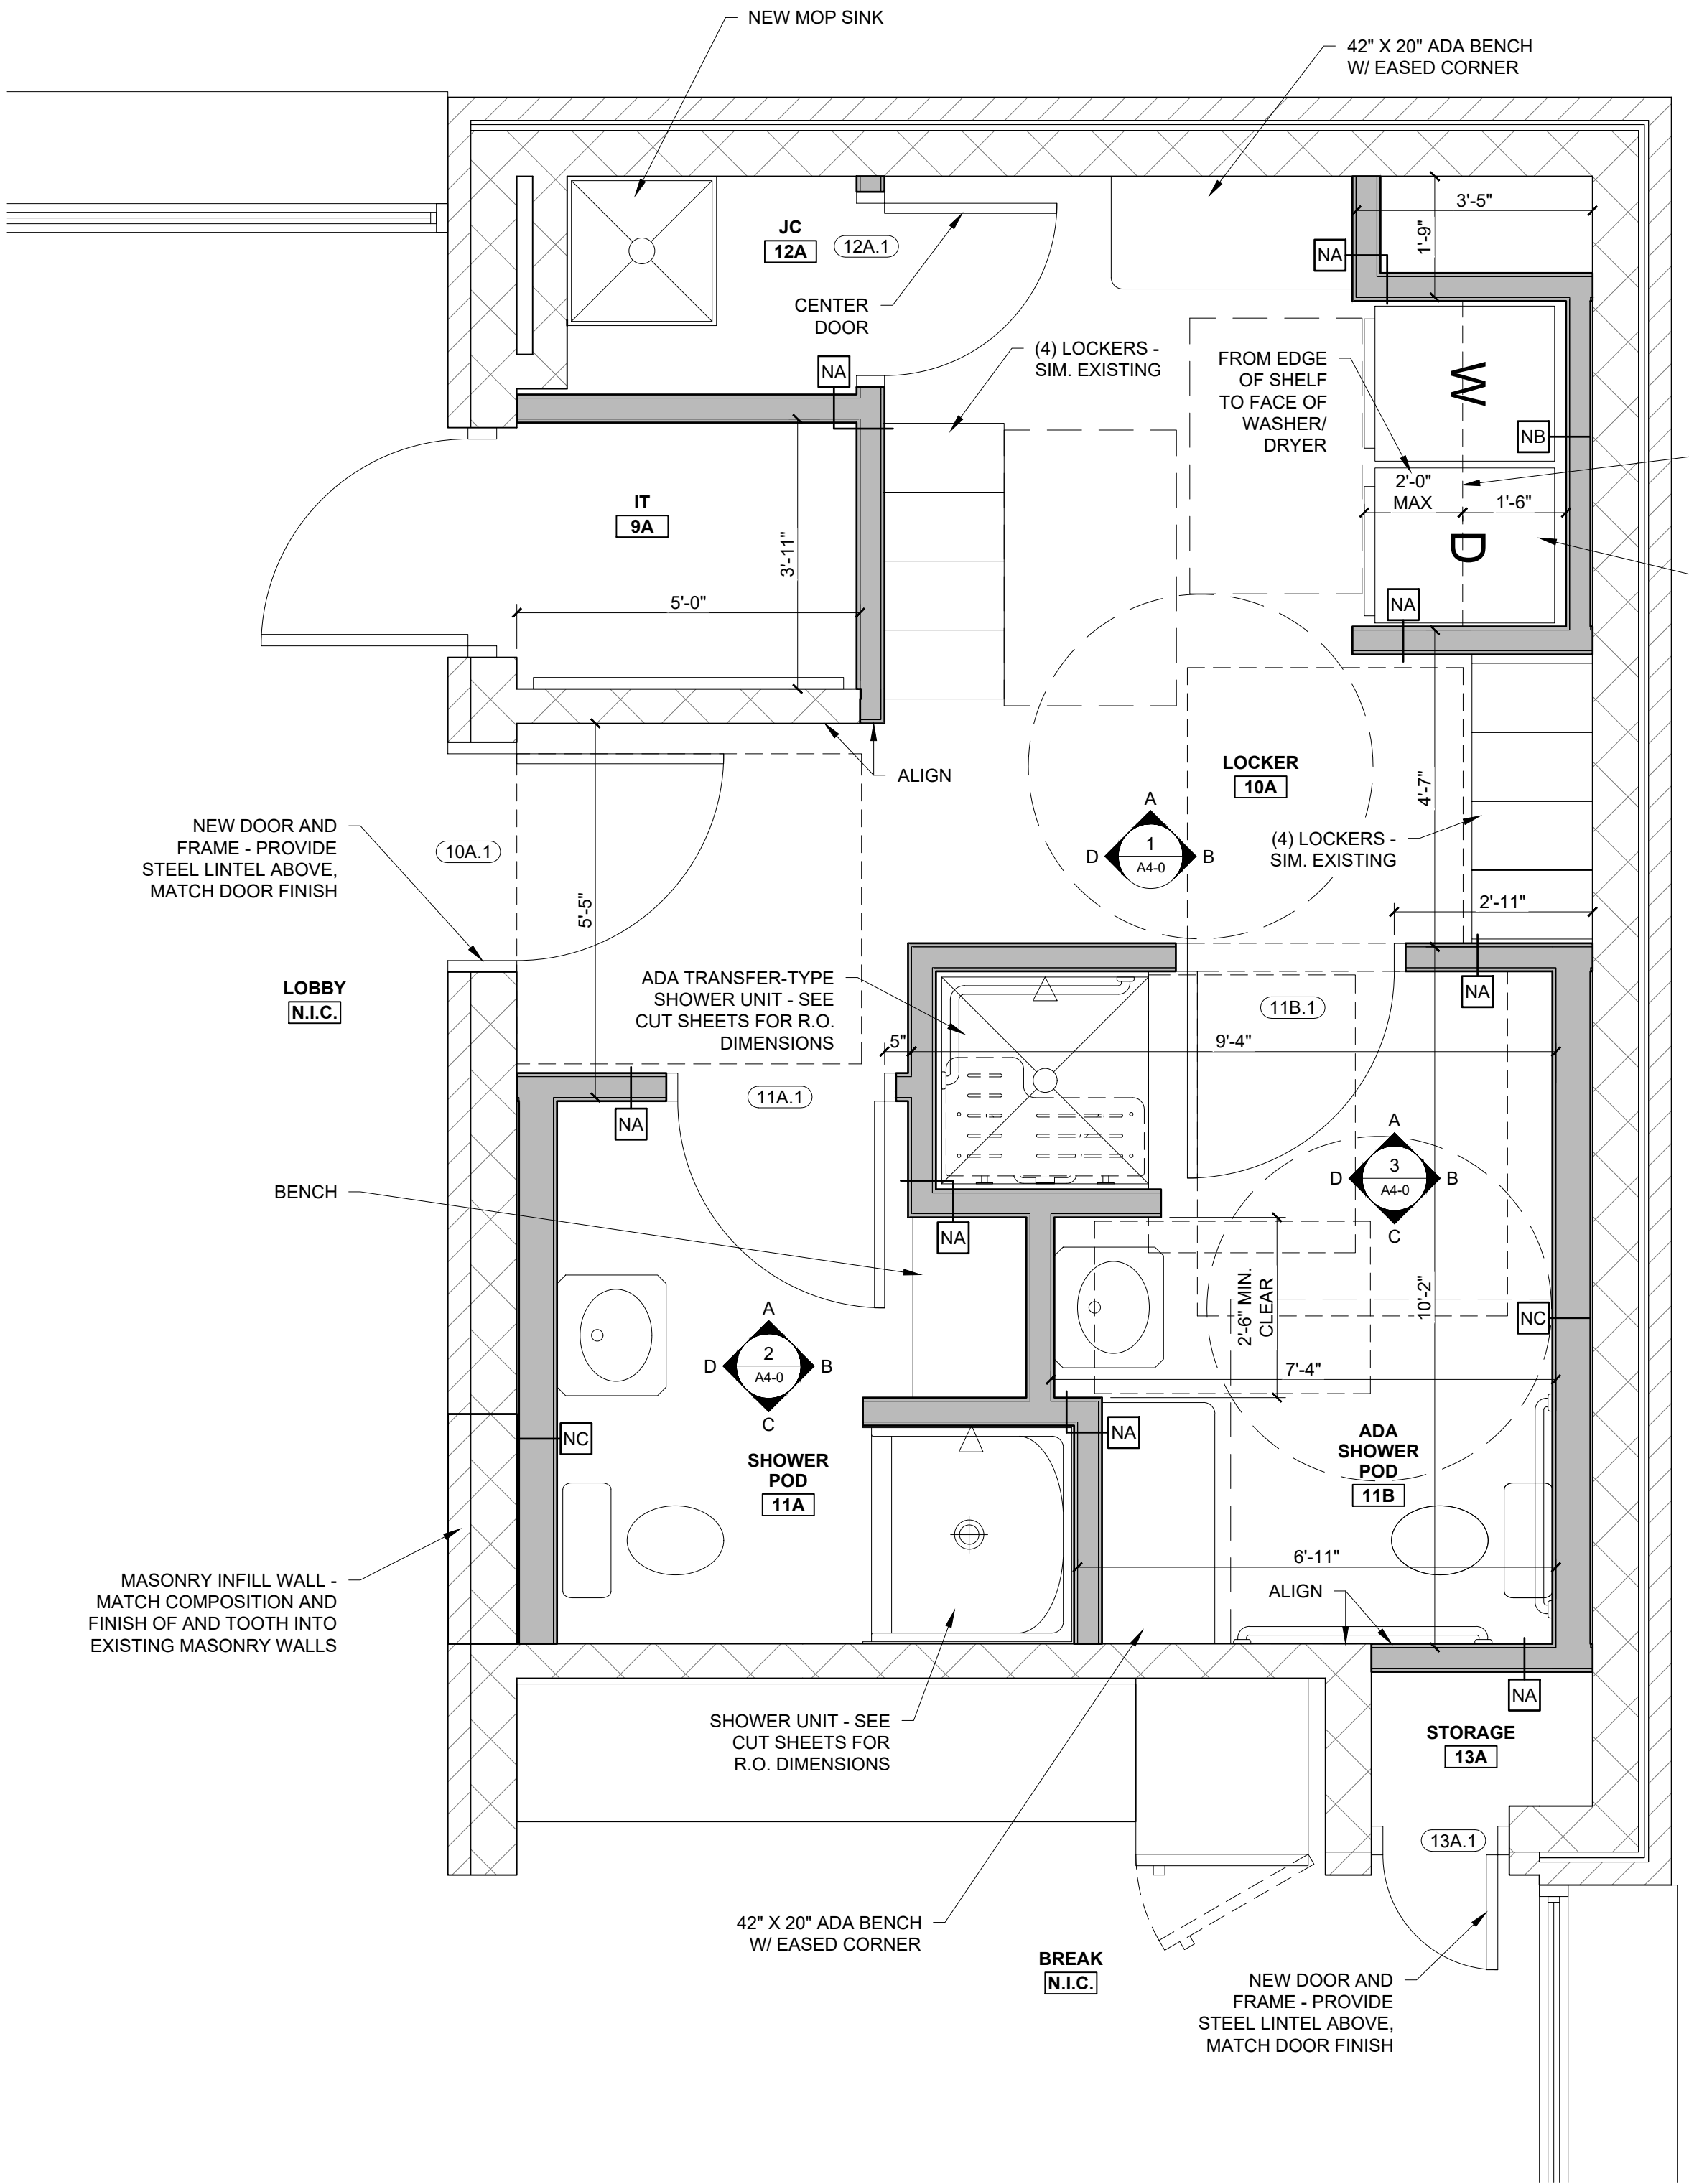 NEW MOP SINK
42" X 20" ADA BENCH
W/ EASED CORNER
3'-5"
1'-9"
JC
12A
12A.1
NA
CENTER
DOOR
(4) LOCKERS -
SIM. EXISTING
NA
FROM EDGE
OF SHELF
TO FACE OF
WASHER/
DRYER
W
NB
2'-0"
MAX
1'-6"
D
IT
9A
3'-11"
5'-0"
NA
ALIGN
LOCKER
10A
4'-7"
A
B
D
1
A4-0
(4) LOCKERS -
SIM. EXISTING
2'-11"
NEW DOOR AND
FRAME - PROVIDE
STEEL LINTEL ABOVE,
MATCH DOOR FINISH
10A.1
5'-5"
LOBBY
N.I.C.
ADA TRANSFER-TYPE
SHOWER UNIT - SEE
CUT SHEETS FOR R.O.
DIMENSIONS
NA
11B.1
5"
9'-4"
11A.1
NA
A
B
C
D
3
A4-0
BENCH
NA
2'-6" MIN.
CLEAR
10'-2"
NC
A
B
C
D
2
A4-0
7'-4"
NC
NA
SHOWER
POD
11A
ADA
SHOWER
POD
11B
6'-11"
ALIGN
MASONRY INFILL WALL -
MATCH COMPOSITION AND
FINISH OF AND TOOTH INTO
EXISTING MASONRY WALLS
NA
SHOWER UNIT - SEE
CUT SHEETS FOR
R.O. DIMENSIONS
STORAGE
13A
13A.1
42" X 20" ADA BENCH
W/ EASED CORNER
BREAK
N.I.C.
NEW DOOR AND
FRAME - PROVIDE
STEEL LINTEL ABOVE,
MATCH DOOR FINISH